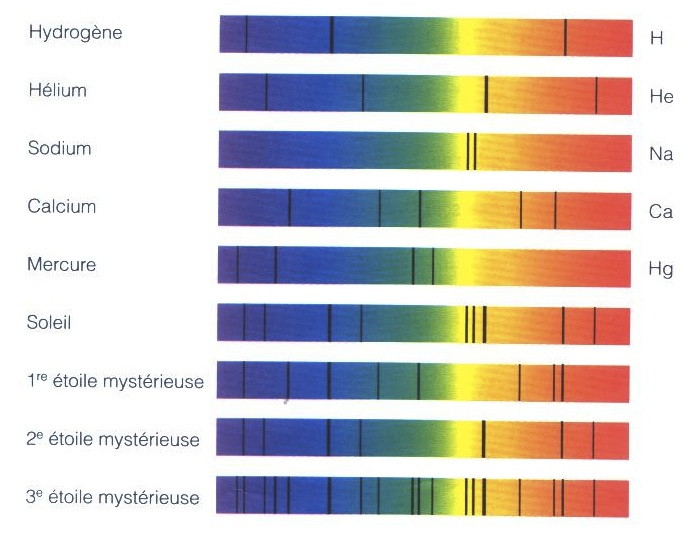 Hydrogène H
Hélium He
Sodium Na
Calcium Ca
Mercure Hg
Soleil
1re étoile mystérieuse
2e étoile mystérieuse
3e étoile mystérieuse